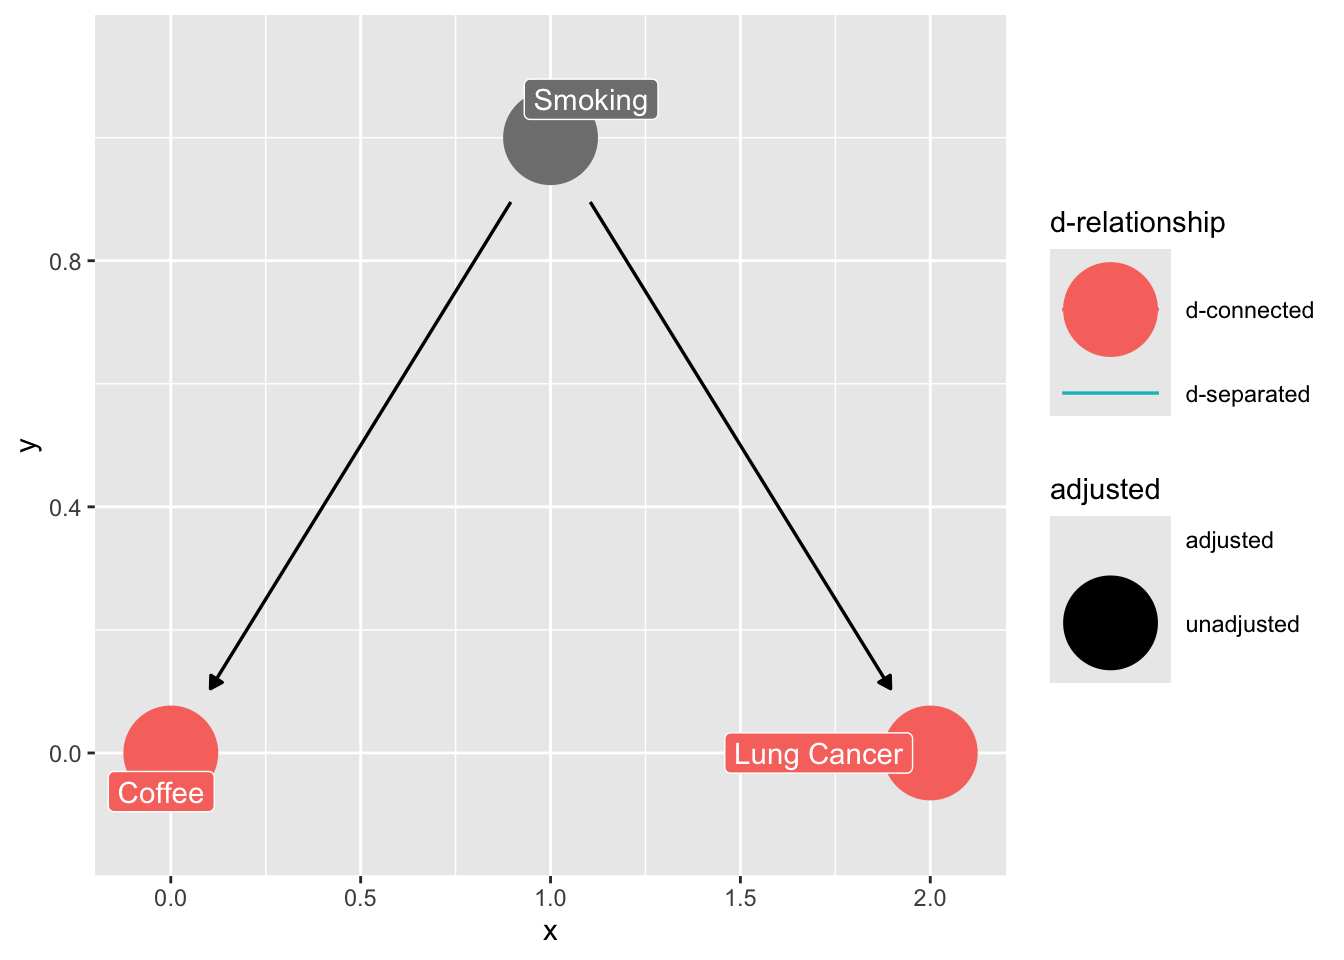 Smoking
Coffee
Lung Cancer
0.8
0.4
0.0
y
0.0 0.5 1.0 1.5 2.0
x
d-relationship
d-connected
d-separated
adjusted
adjusted
unadjusted